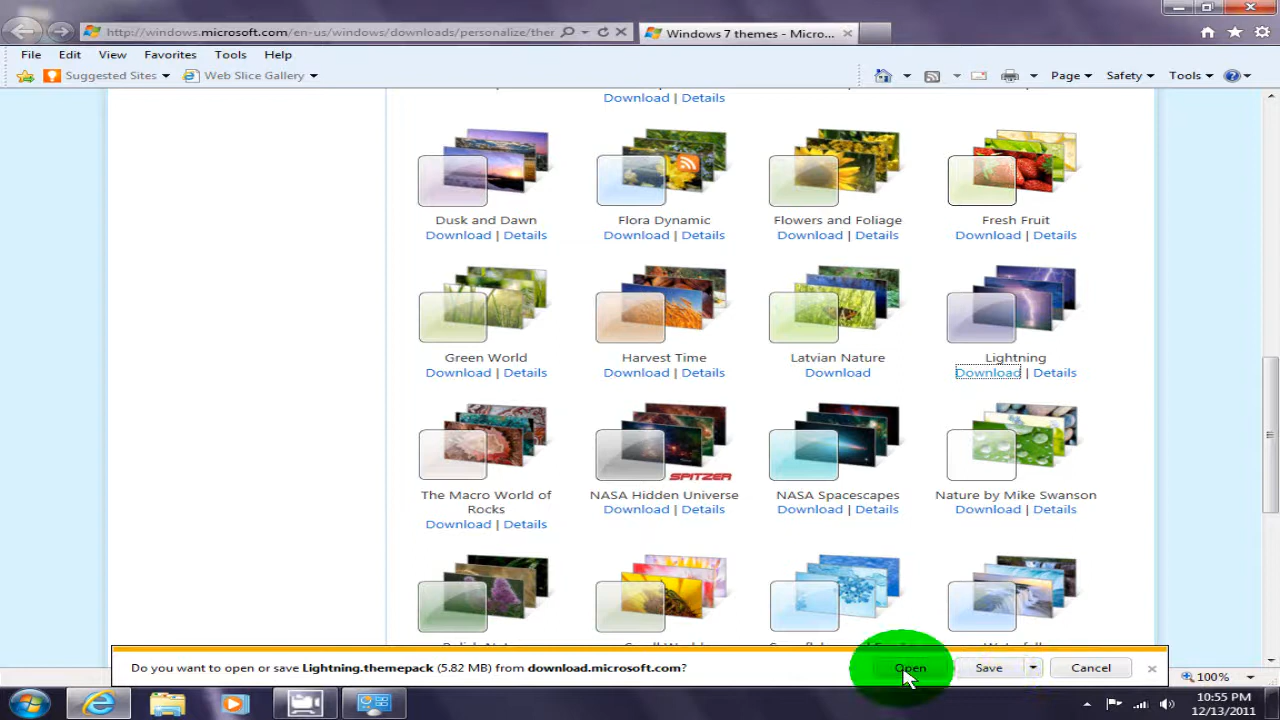 http://windows.microsoft.com/en-us/windows/downloads/personalize/ther
Windows 7 themes - Micro...
File Edit View Favorites Tools Help
Suggested Sites Web Slice Gallery
Page Safety Tools
Download | Details
Dusk and Dawn Flora Dynamic Flowers and Foliage Fresh Fruit
Download | Details Download | Details Download | Details Download | Details
Green World Harvest Time Latvian Nature Lightning
Download | Details Download | Details Download Download | Details
SPITZER
The Macro World of Rocks NASA Hidden Universe NASA Spacescapes Nature by Mike Swanson
Download | Details Download | Details Download | Details Download | Details
Do you want to open or save Lightning.themepack (5.82 MB) from download.microsoft.com?
Open Save Cancel
100%
10:55 PM
12/13/2011